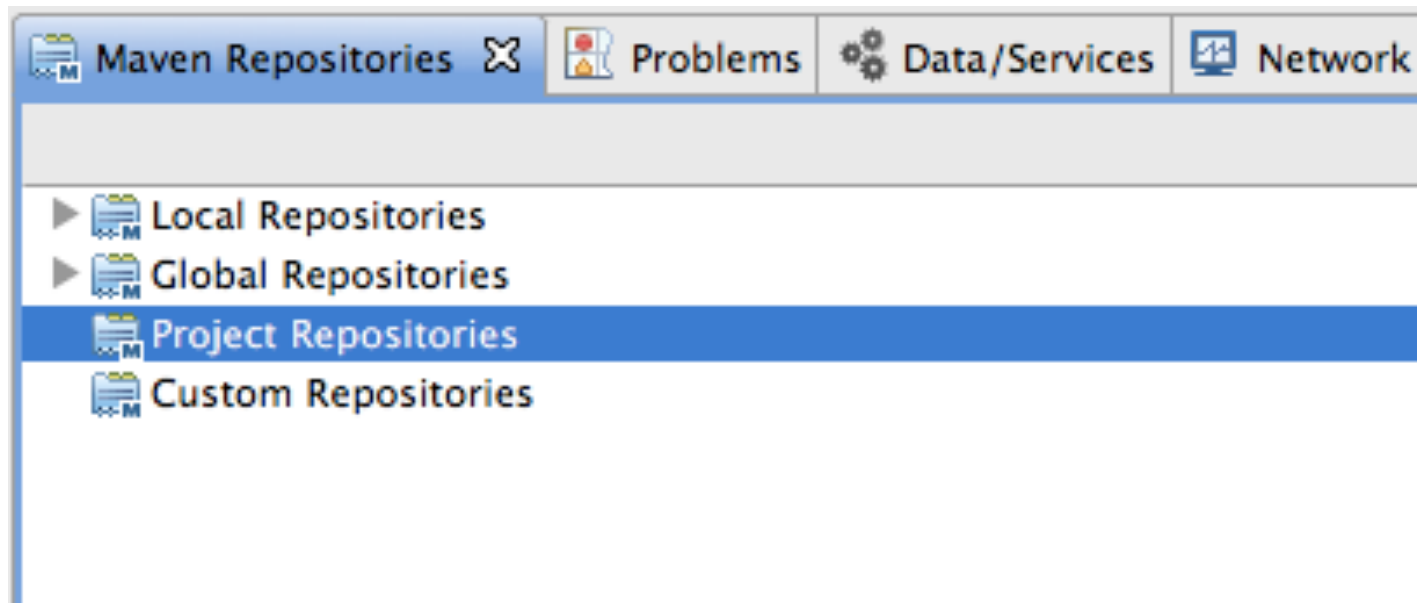 Maven Repositories Problems Data/Services Network
Local Repositories
Global Repositories
Project Repositories
Custom Repositories